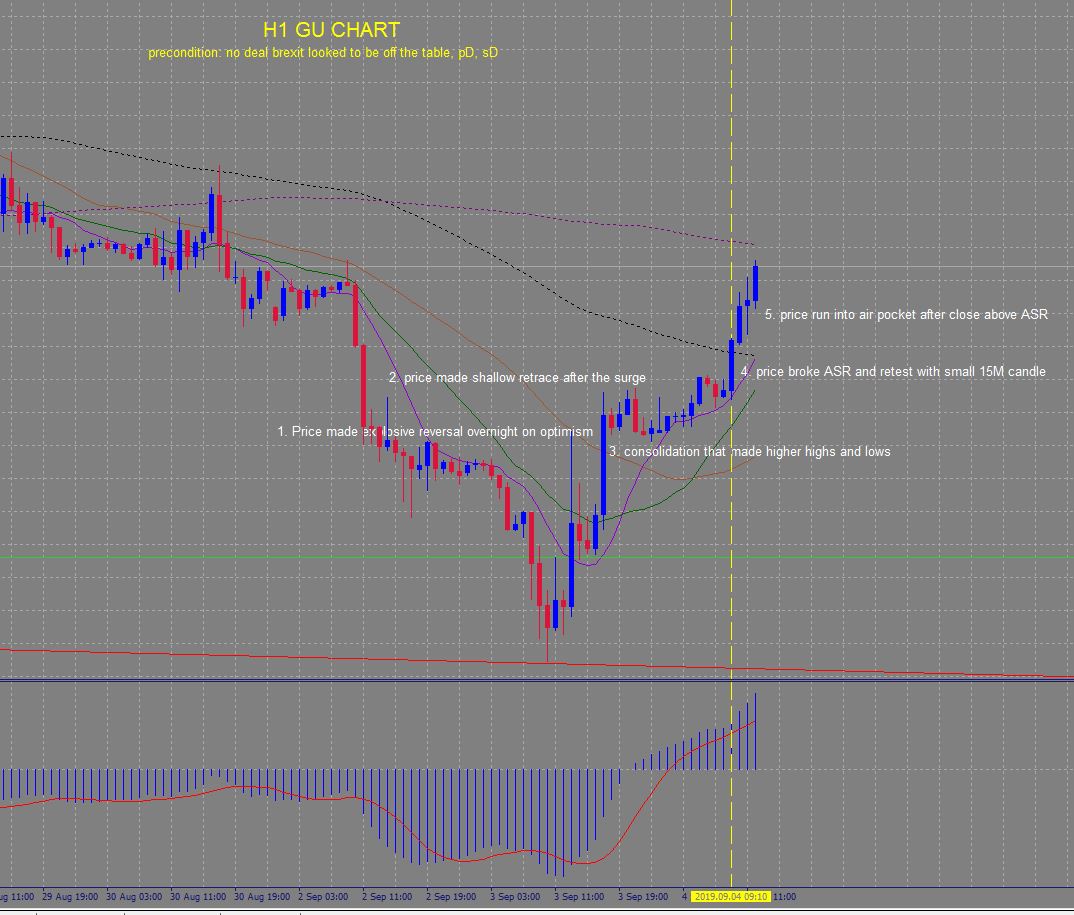 H1 GU CHART
precondition: no deal brexit looked to be off the table, pD, sD
5. price run into air pocket after close above ASR
4. price broke ASR and retest with small 15M candle
2. price made shallow retrace after the surge
1. Price made explosive reversal overnight on optimism
3. consolidation that made higher highs and lows
ug 11:00 29 Aug 19:00 30 Aug 03:00 30 Aug 11:00 30 Aug 19:00 2 Sep 03:00 2 Sep 11:00 2 Sep 19:00 3 Sep 03:00 3 Sep 11:00 3 Sep 19:00 4 2019.09.04 09:10 11:00